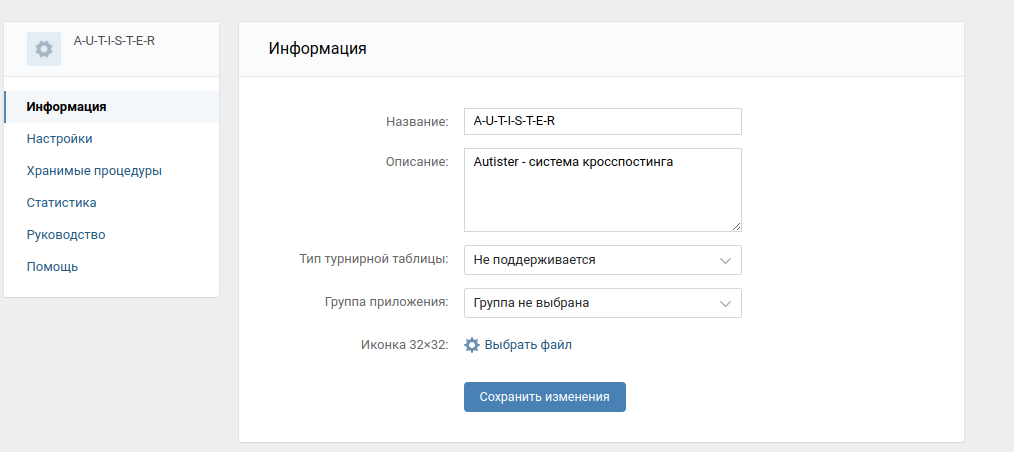 A-U-T-I-S-T-E-R
Информация
Настройки
Хранимые процедуры
Статистика
Руководство
Помощь
Информация
Название: A-U-T-I-S-T-E-R
Описание: Autister - система кросспостинга
Тип турнирной таблицы: Не поддерживается
Группа приложения: Группа не выбрана
Иконка 32×32: Выбрать файл
Сохранить изменения